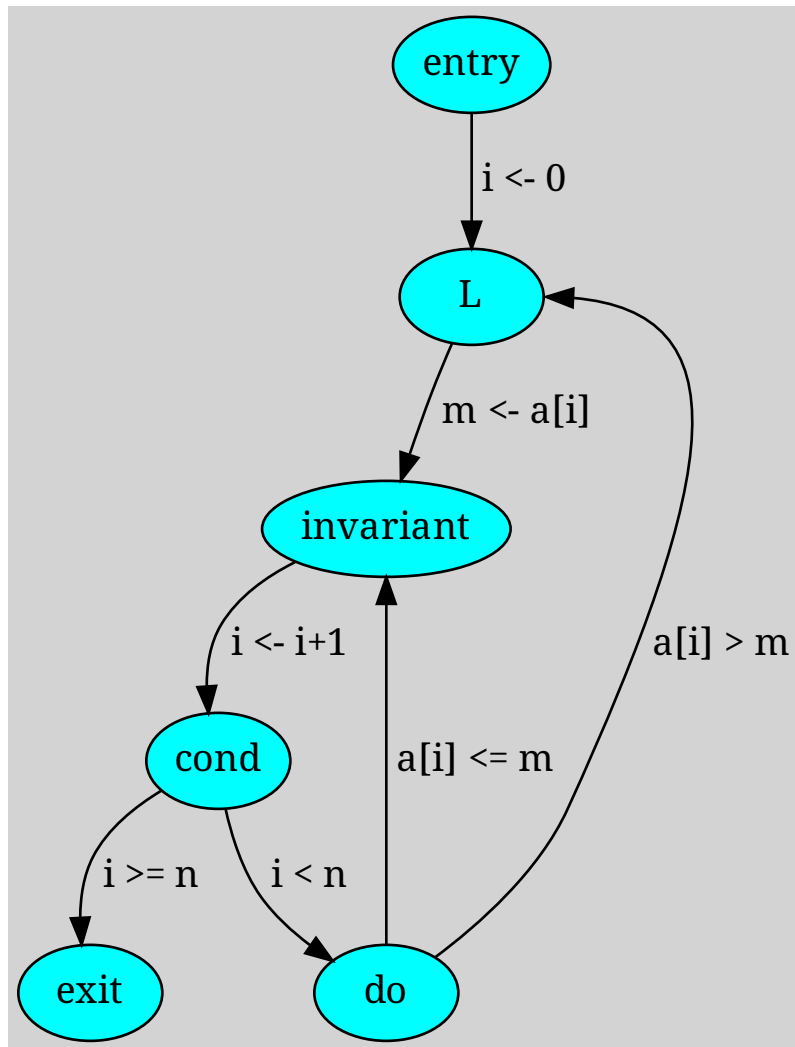 entry
i <- 0
L
m <- a[i]
invariant
i <- i+1
a[i] > m
cond
a[i] <= m
i >= n
i < n
exit
do